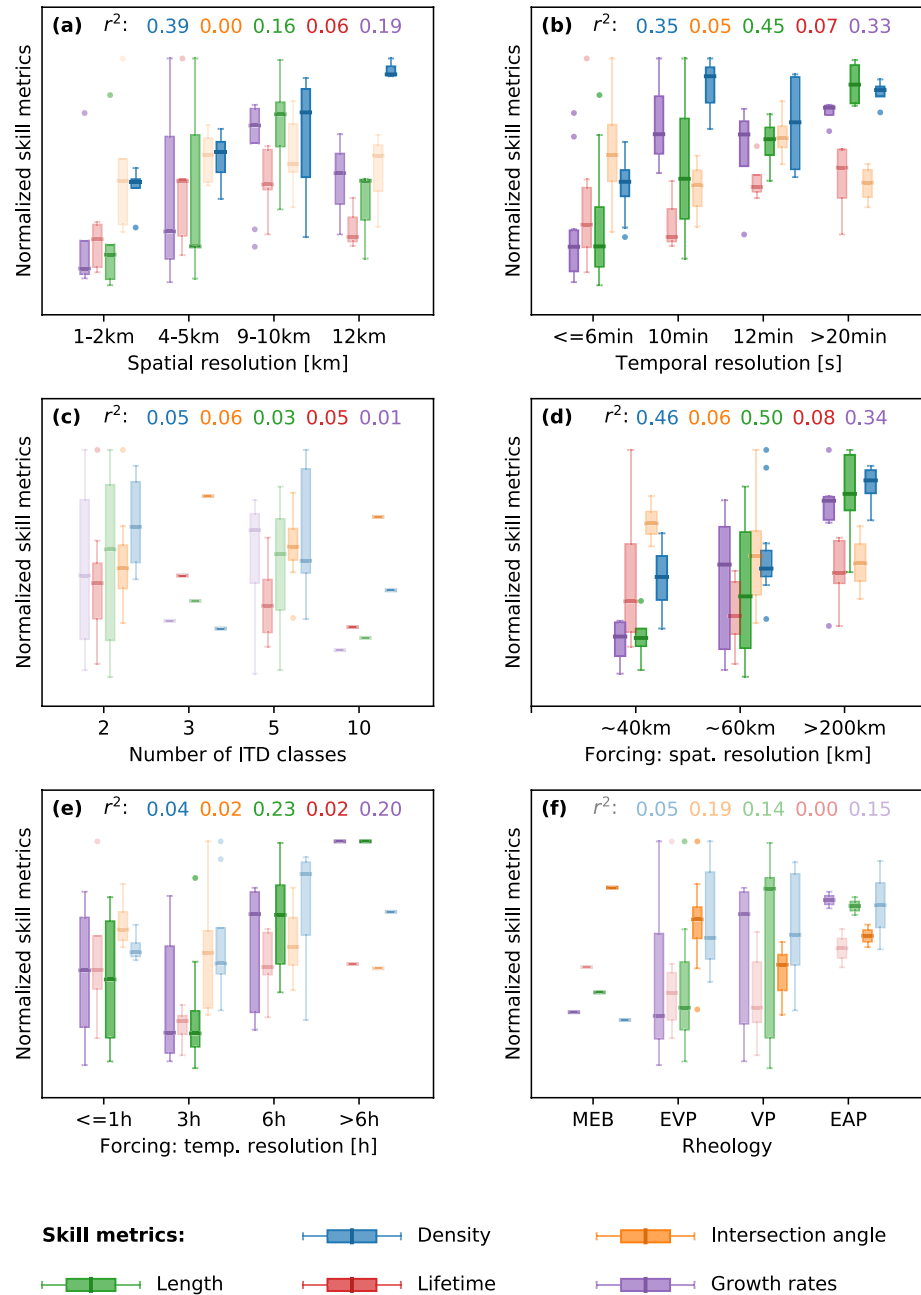 (a) r²: 0.39 0.00 0.16 0.06 0.19
Normalized skill metrics
1-2km 4-5km 9-10km 12km
Spatial resolution [km]
(b) r²: 0.35 0.05 0.45 0.07 0.33
Normalized skill metrics
<=6min 10min 12min >20min
Temporal resolution [s]
(c) r²: 0.05 0.06 0.03 0.05 0.01
Normalized skill metrics
2 3 5 10
Number of ITD classes
(d) r²: 0.46 0.06 0.50 0.08 0.34
Normalized skill metrics
~40km ~60km >200km
Forcing: spat. resolution [km]
(e) r²: 0.04 0.02 0.23 0.02 0.20
Normalized skill metrics
<=1h 3h 6h >6h
Forcing: temp. resolution [h]
(f) r²: 0.05 0.19 0.14 0.00 0.15
Normalized skill metrics
MEB EVP VP EAP
Rheology
Skill metrics: Density Intersection angle
Length Lifetime Growth rates